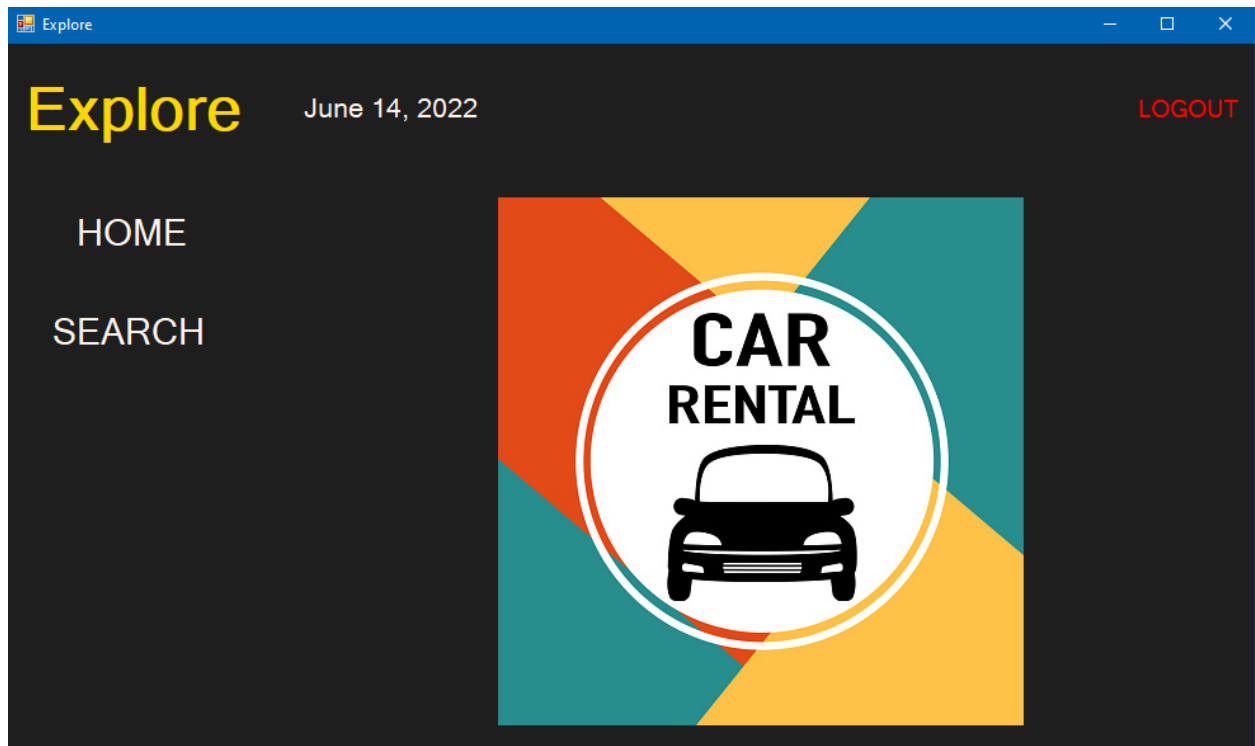 Explore
Explore
June 14, 2022
LOGOUT
HOME
SEARCH
CAR
RENTAL